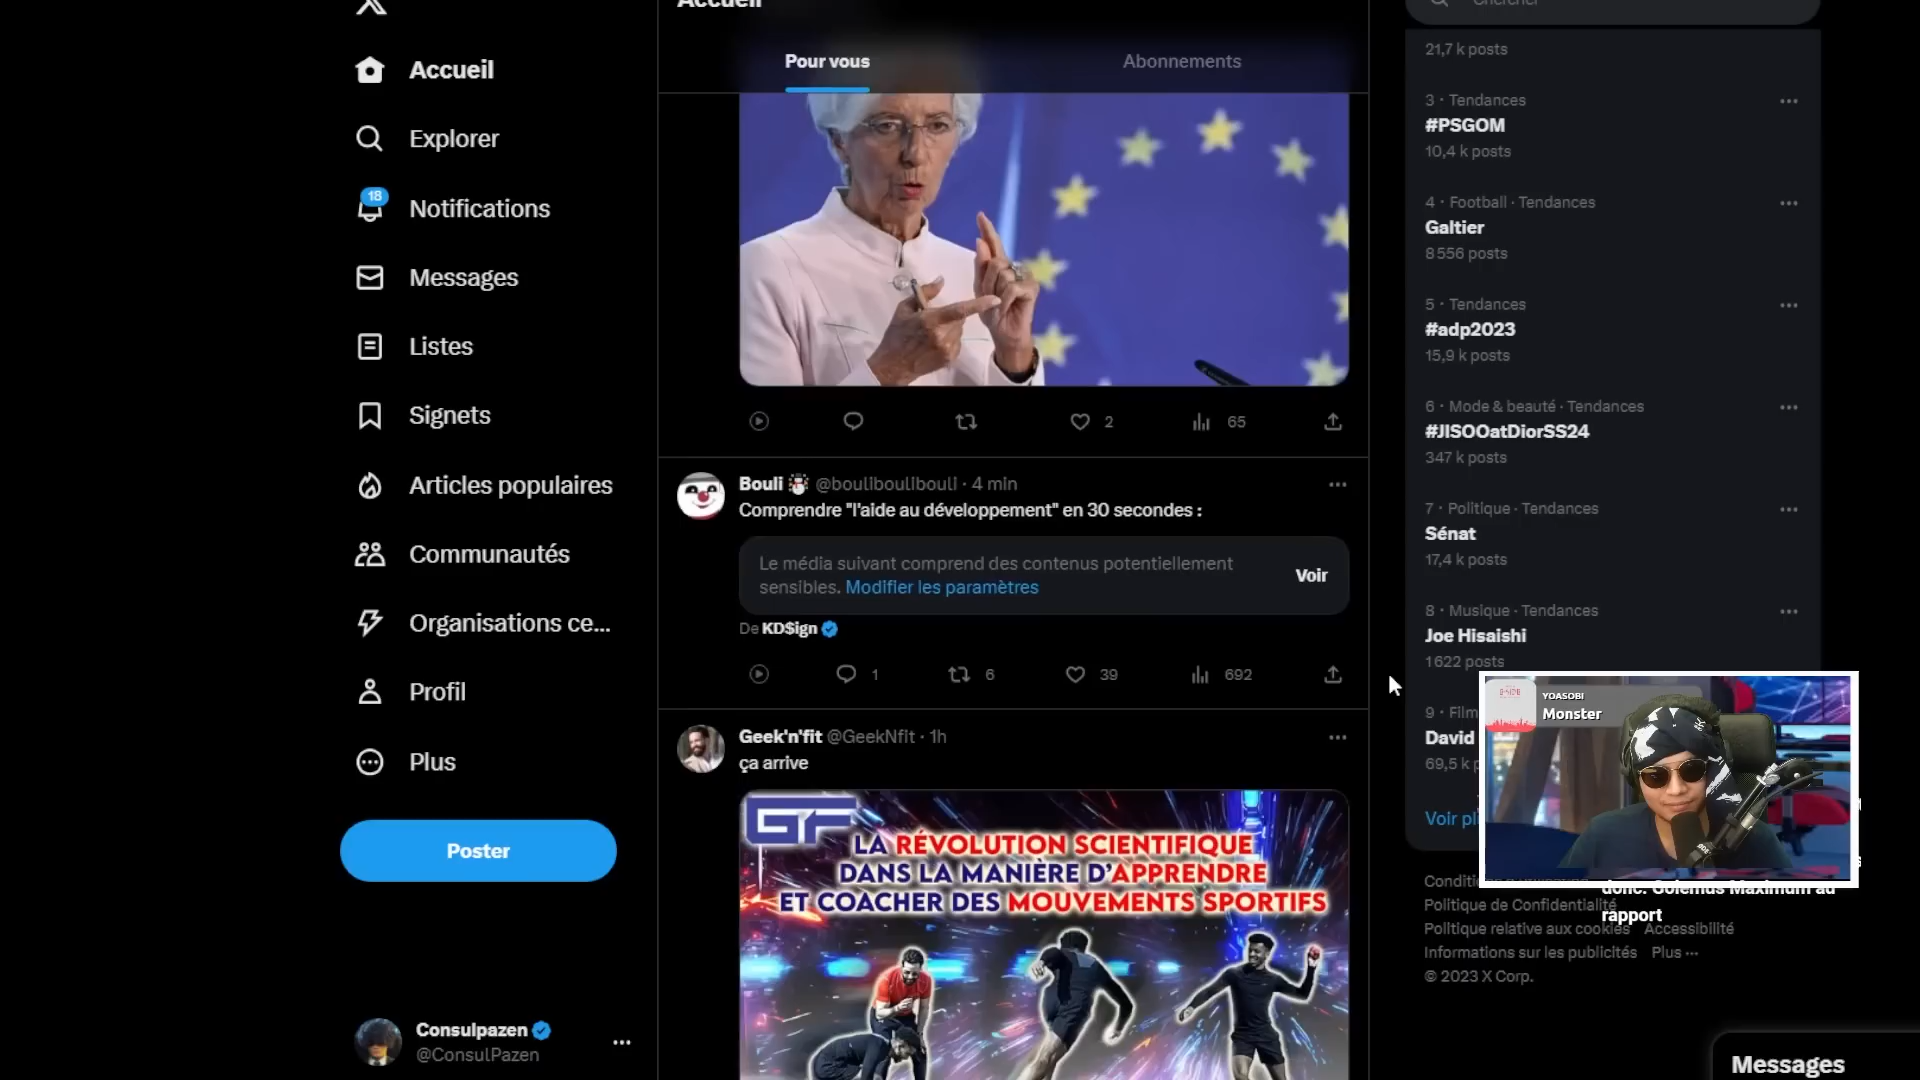 Accueil
Explorer
18
Notifications
Messages
Listes
Signets
Articles populaires
Communautés
Organisations ce...
Profil
Plus
Poster
Consulpazen
@ConsulPazen
Accueil
Pour vous
Abonnements
2
65
Bouli @boulibouIibouli · 4 min
Comprendre "l'aide au développement" en 30 secondes :
Le média suivant comprend des contenus potentiellement
sensibles. Modifier les paramètres
Voir
De KD$ign
1
6
39
692
Geek'n'fit @GeekNfit · 1h
ça arrive
GF
LA RÉVOLUTION SCIENTIFIQUE
DANS LA MANIÈRE D'APPRENDRE
ET COACHER DES MOUVEMENTS SPORTIFS
Chercher
21,7 k posts
3 · Tendances
#PSGOM
10,4 k posts
4 · Football · Tendances
Galtier
8 556 posts
5 · Tendances
#adp2023
15,9 k posts
6 · Mode & beauté · Tendances
#JISOOatDiorSS24
347 k posts
7 · Politique · Tendances
Sénat
17,4 k posts
8 · Musique · Tendances
Joe Hisaishi
1 622 posts
9 · Film
David
69,5 k p
Voir pl
YOASOBI
Monster
donc. Golemus Maximum au
rapport
Conditions d'utilisation
Politique de Confidentialité
Politique relative aux cookies Accessibilité
Informations sur les publicités Plus ···
© 2023 X Corp.
Messages